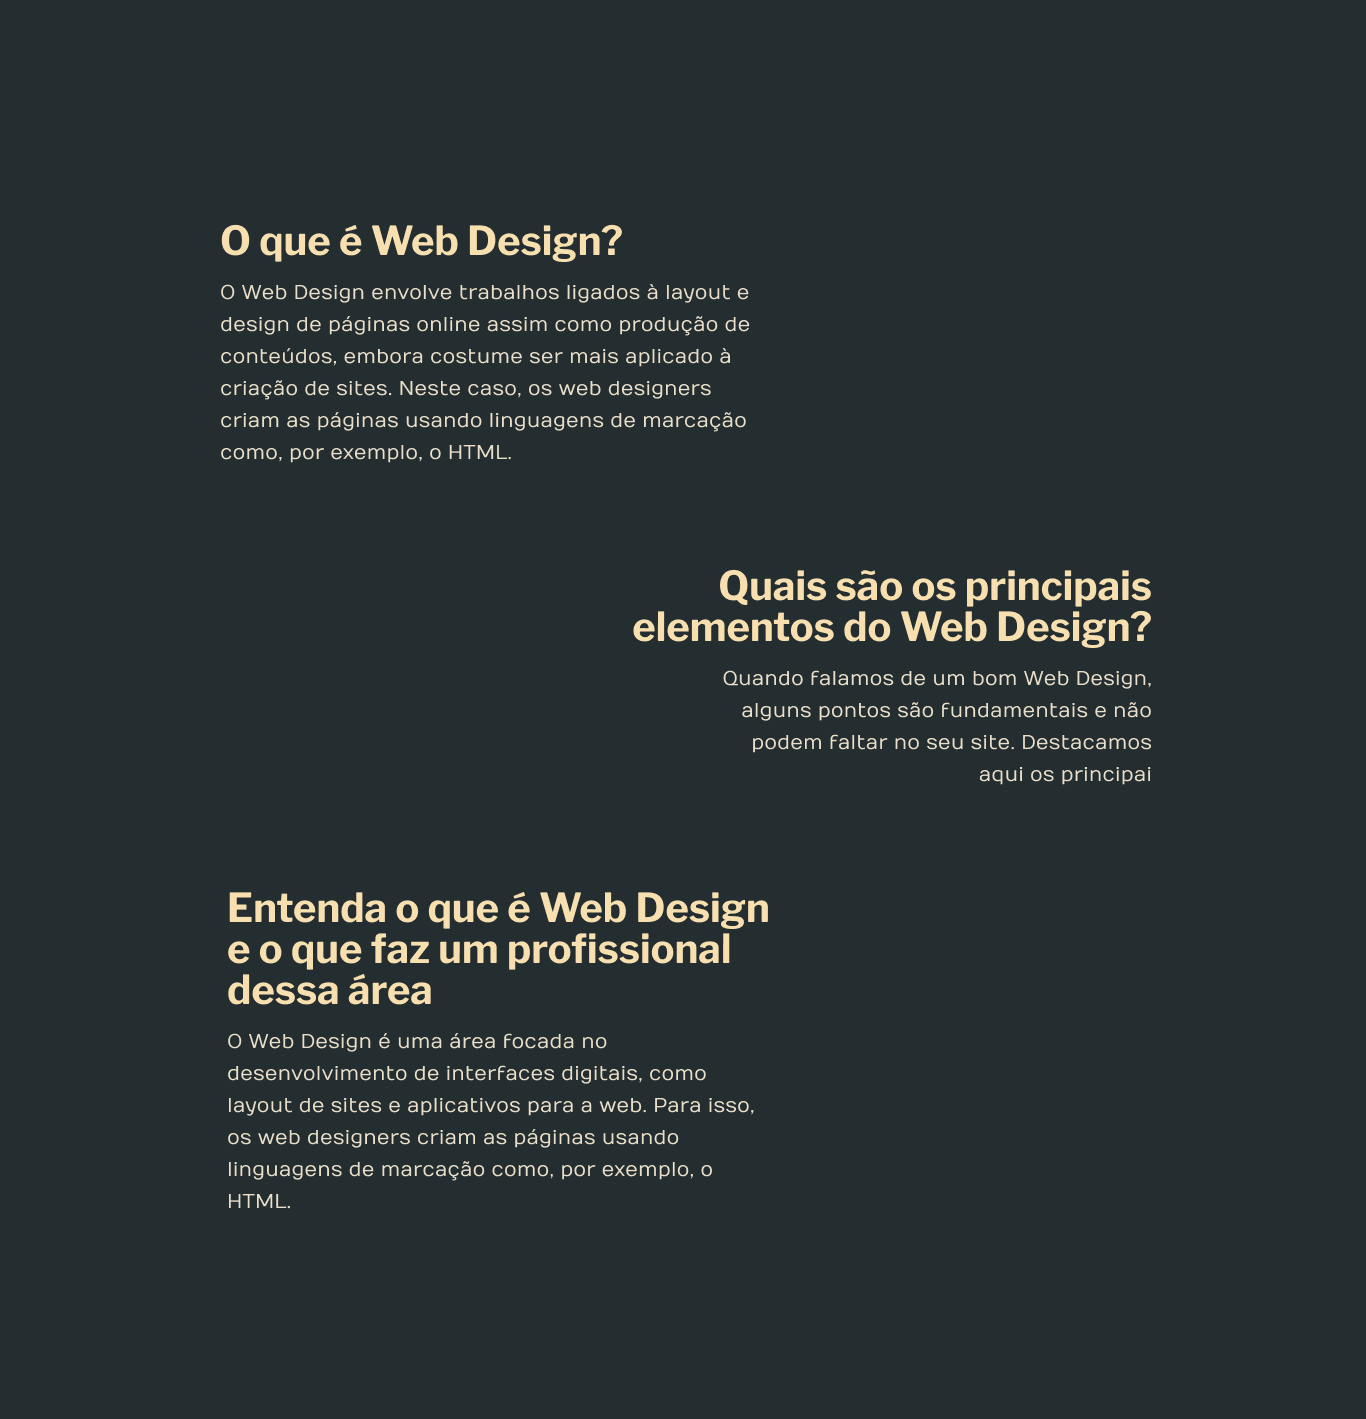 O que é Web Design?
O Web Design envolve trabalhos ligados à layout e
design de páginas online assim como produção de
conteúdos, embora costume ser mais aplicado à
criação de sites. Neste caso, os web designers
criam as páginas usando linguagens de marcação
como, por exemplo, o HTML.
Quais são os principais
elementos do Web Design?
Quando falamos de um bom Web Design,
alguns pontos são fundamentais e não
podem faltar no seu site. Destacamos
aqui os principai
Entenda o que é Web Design
e o que faz um profissional
dessa área
O Web Design é uma área focada no
desenvolvimento de interfaces digitais, como
layout de sites e aplicativos para a web. Para isso,
os web designers criam as páginas usando
linguagens de marcação como, por exemplo, o
HTML.